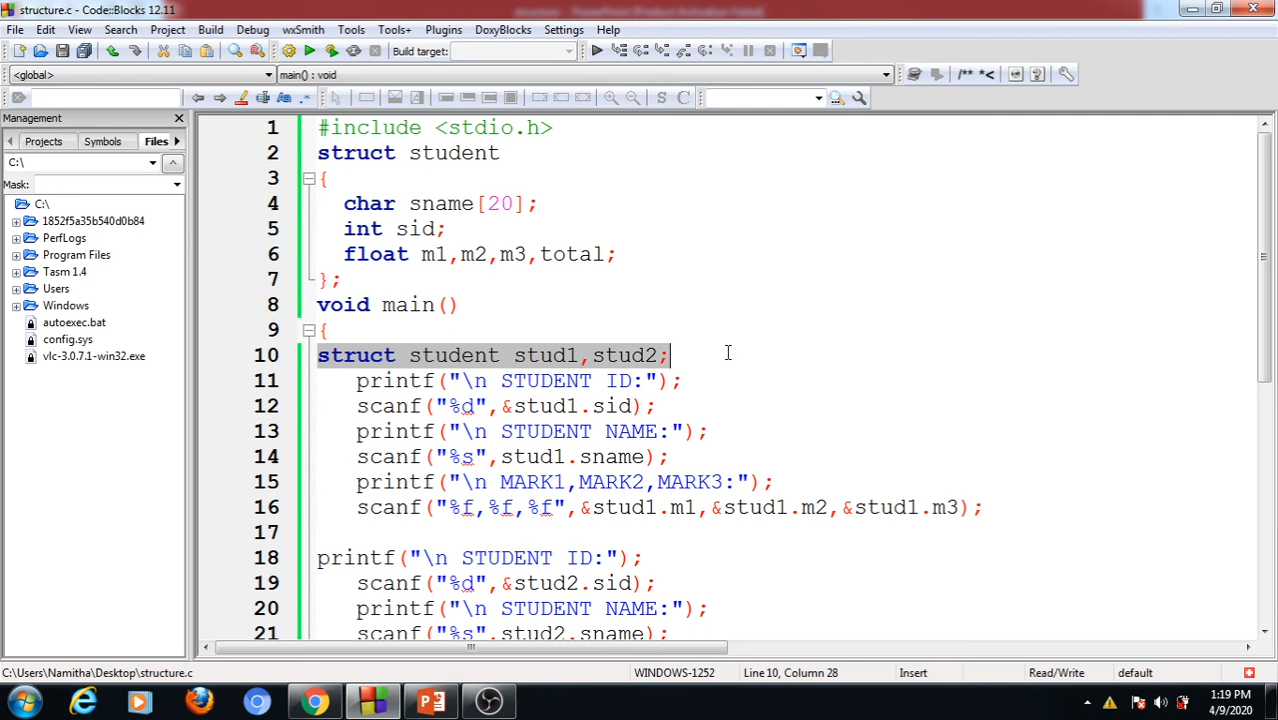 structure.c - Code::Blocks 12.11
File Edit View Search Project Build Debug wxSmith Tools Tools+ Plugins DoxyBlocks Settings Help
Build target:
<global> main() : void
/** *<
S C
Management
Projects Symbols Files
C:\
Mask:
C:\
1852f5a35b540d0b84
PerfLogs
Program Files
Tasm 1.4
Users
Windows
autoexec.bat
config.sys
vlc-3.0.7.1-win32.exe
1 #include <stdio.h>
2 struct student
3 {
4 char sname[20];
5 int sid;
6 float m1,m2,m3,total;
7 };
8 void main()
9 {
10 struct student stud1,stud2;
11 printf("\n STUDENT ID:");
12 scanf("%d",&stud1.sid);
13 printf("\n STUDENT NAME:");
14 scanf("%s",stud1.sname);
15 printf("\n MARK1,MARK2,MARK3:");
16 scanf("%f,%f,%f",&stud1.m1,&stud1.m2,&stud1.m3);
17
18 printf("\n STUDENT ID:");
19 scanf("%d",&stud2.sid);
20 printf("\n STUDENT NAME:");
21 scanf("%s",stud2.sname);
C:\Users\Namitha\Desktop\structure.c WINDOWS-1252 Line 10, Column 28 Insert Read/Write default
1:19 PM
4/9/2020